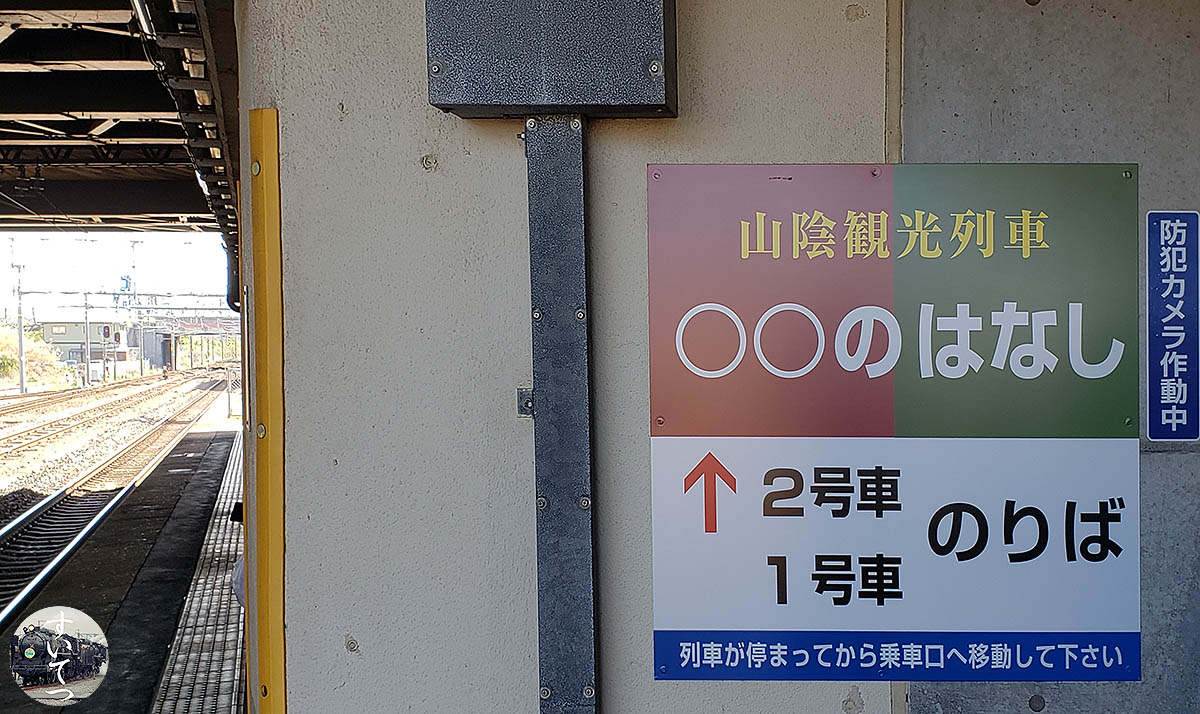 山陰観光列車
○○のはなし
↑ 2号車
1号車
のりば
列車が停まってから乗車口へ移動して下さい
防犯カメラ作動中
すいてつ